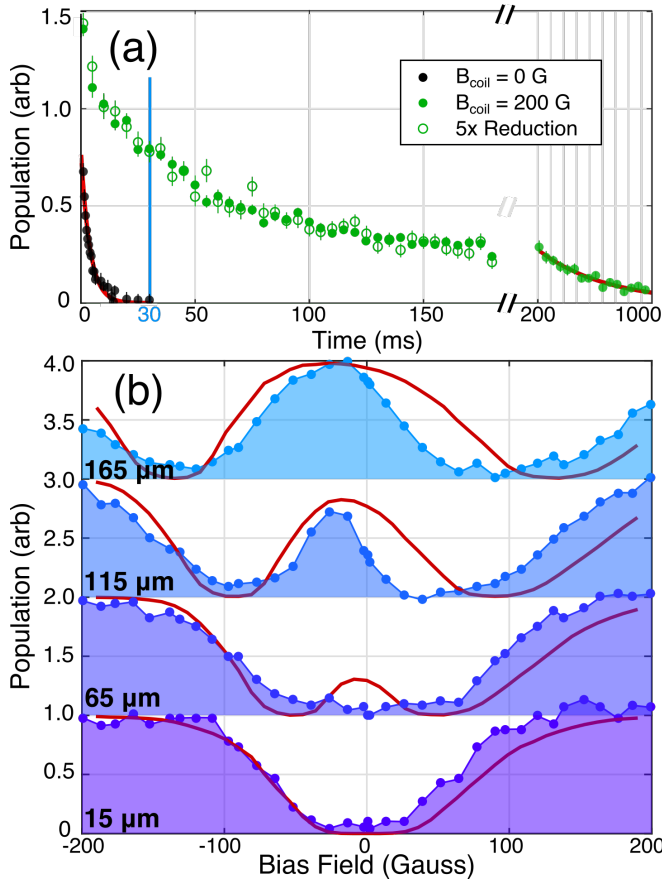 1.5
(a)
B_coil = 0 G
B_coil = 200 G
5x Reduction
1.0
0.5
0
Population (arb)
0 30 50 100 150 200 1000
Time (ms)
(b)
4.0
3.5
165 µm
3.0
2.5
115 µm
2.0
1.5
65 µm
1.0
0.5
15 µm
0
Population (arb)
-200 -100 0 100 200
Bias Field (Gauss)